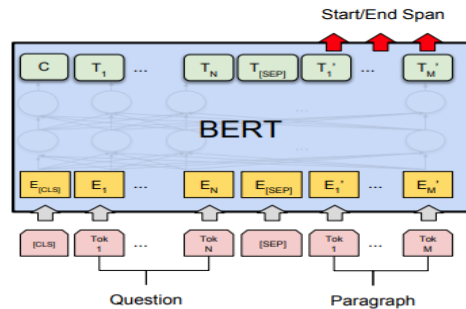 Start/End Span
C T1 ... TN T[SEP] T1' ... TM'
...
BERT
...
E[CLS] E1 ... EN E[SEP] E1' ... EM'
[CLS] Tok 1 ... Tok N [SEP] Tok 1 ... Tok M
Question Paragraph